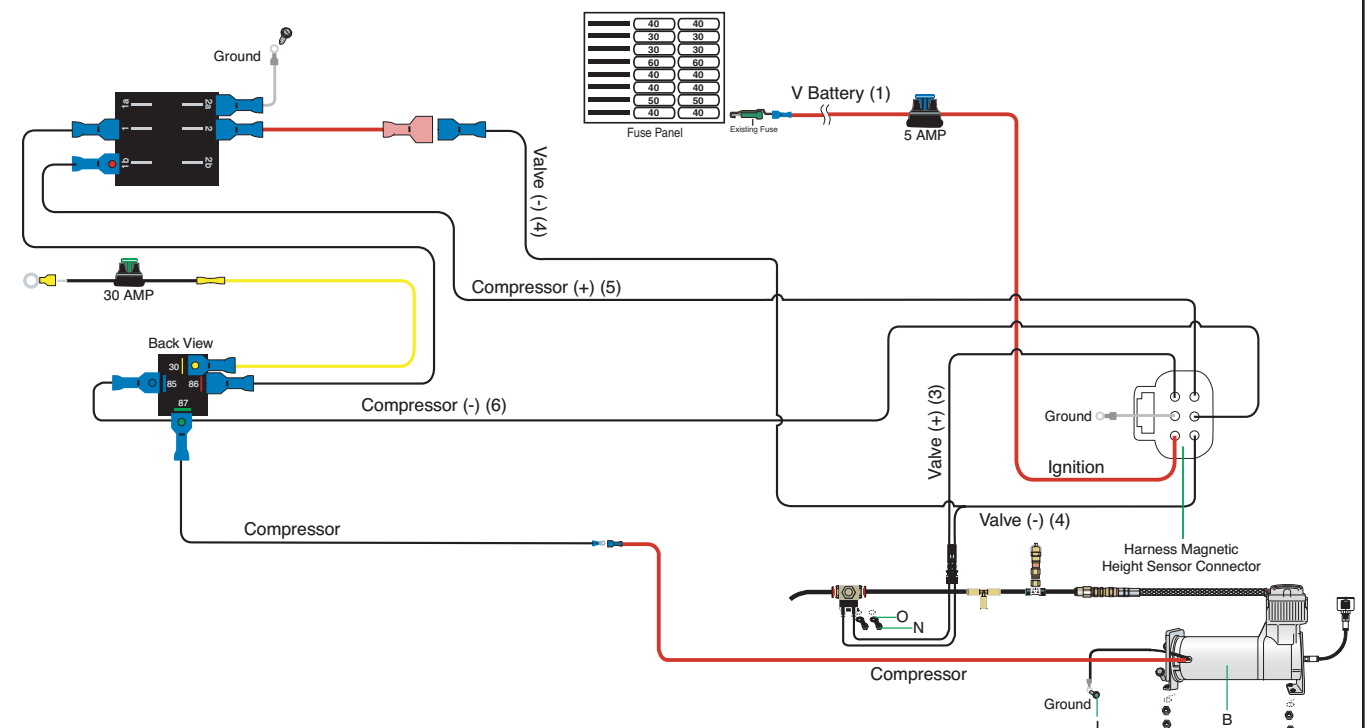 Ground
1a
2a
1
2
1b
2b
40 40
30 30
30 30
60 60
40 40
40 40
50 50
40 40
Fuse Panel
Existing Fuse
V Battery (1)
5 AMP
Valve (-) (4)
30 AMP
Compressor (+) (5)
Back View
30
85 86
87
Compressor (-) (6)
Valve (+) (3)
Ground
Ignition
Compressor
Valve (-) (4)
Harness Magnetic
Height Sensor Connector
O
N
Compressor
Ground
B